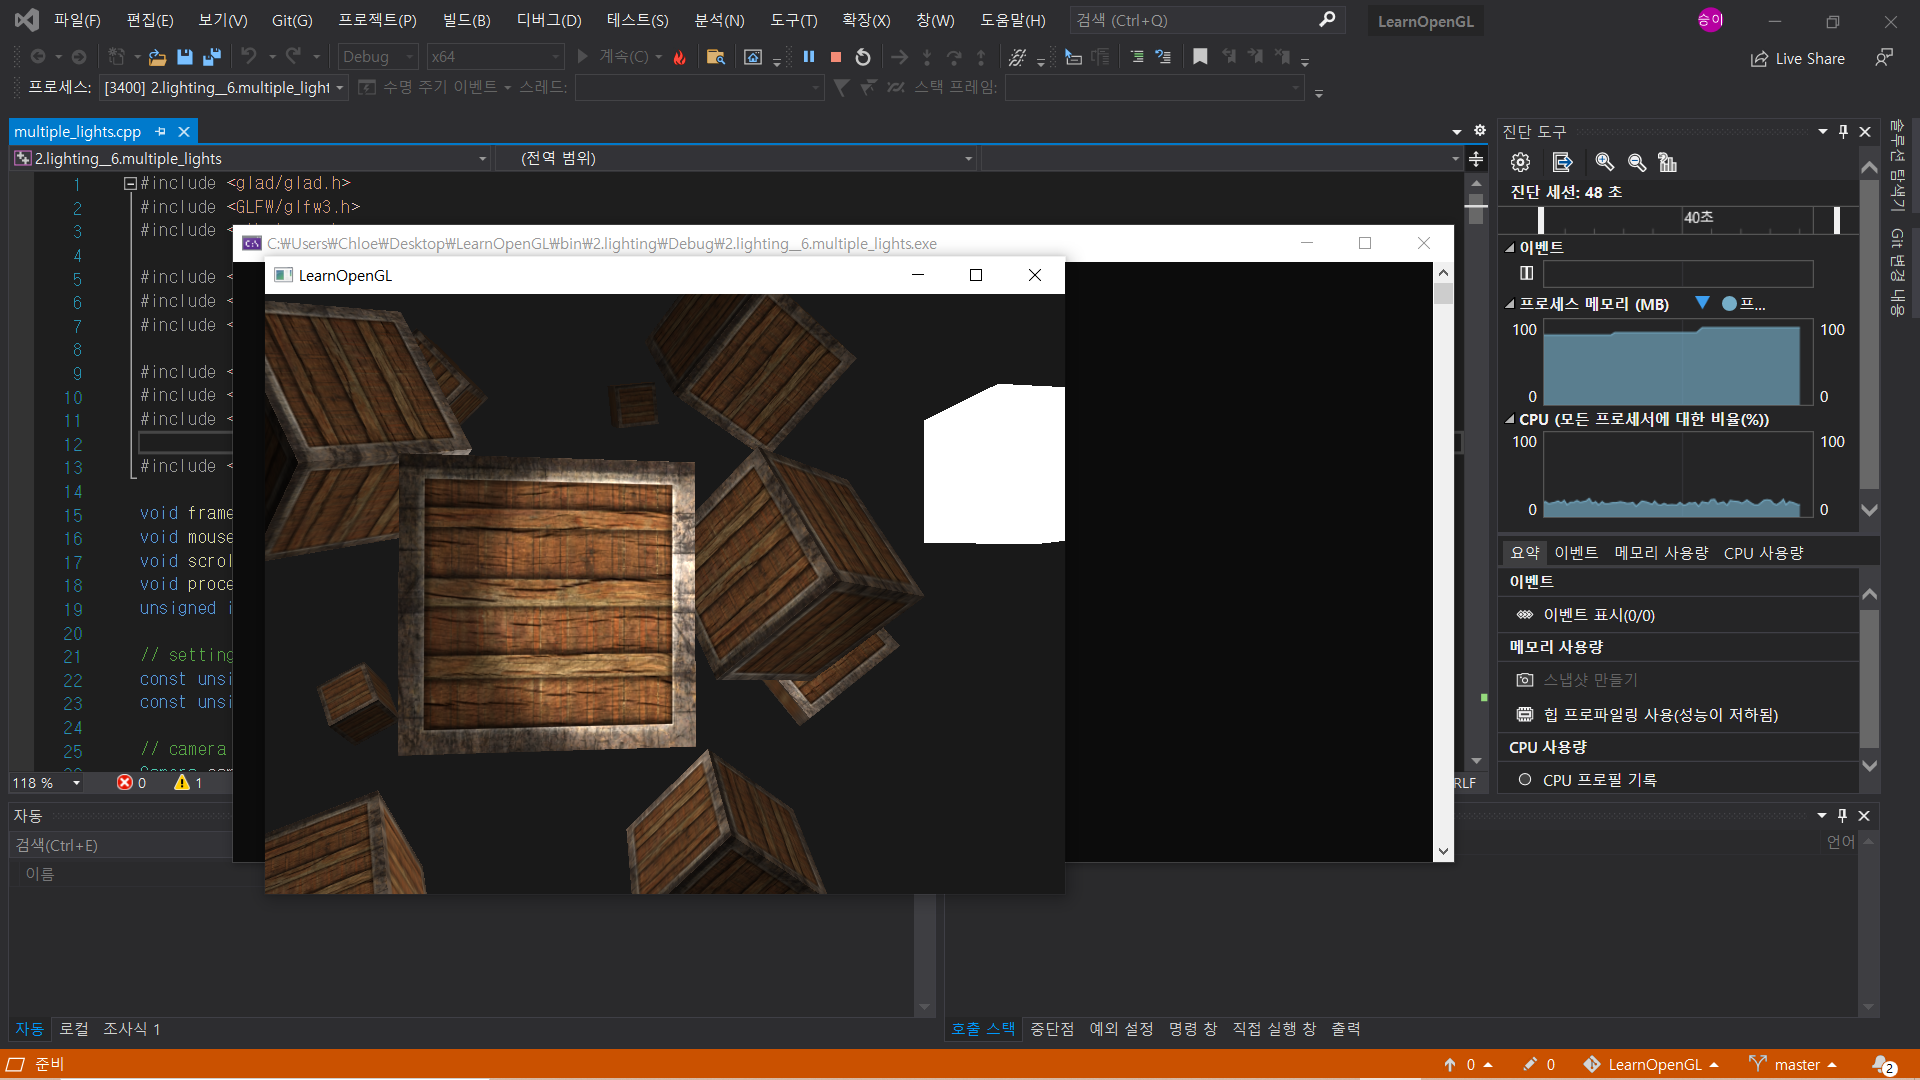 파일(F) 편집(E) 보기(V) Git(G) 프로젝트(P) 빌드(B) 디버그(D) 테스트(S) 분석(N) 도구(T) 확장(X) 창(W) 도움말(H) 검색 (Ctrl+Q) LearnOpenGL 승이
Debug x64 계속(C) Live Share
프로세스: [3400] 2.lighting__6.multiple_light 수명 주기 이벤트 스레드: 스택 프레임:
multiple_lights.cpp
2.lighting__6.multiple_lights (전역 범위)
1 #include <glad/glad.h>
2 #include <GLFW/glfw3.h>
3 #include <
4
5 #include <
6 #include <
7 #include <
8
9 #include <
10 #include <
11 #include <
12
13 #include <
14
15 void frame
16 void mouse
17 void scrol
18 void proce
19 unsigned i
20
21 // setting
22 const unsi
23 const unsi
24
25 // camera
118 % 0 1 RLF
C:\Users\Chloe\Desktop\LearnOpenGL\bin\2.lighting\Debug\2.lighting__6.multiple_lights.exe
LearnOpenGL
진단 도구
진단 세션: 48 초
40초
이벤트
프로세스 메모리 (MB) 프...
100 100
0 0
CPU (모든 프로세서에 대한 비율(%))
100 100
0 0
요약 이벤트 메모리 사용량 CPU 사용량
이벤트
이벤트 표시(0/0)
메모리 사용량
스냅샷 만들기
힙 프로파일링 사용(성능이 저하됨)
CPU 사용량
CPU 프로필 기록
솔루션 탐색기
Git 변경 내용
자동
검색(Ctrl+E)
이름
언어
자동 로컬 조사식 1
호출 스택 중단점 예외 설정 명령 창 직접 실행 창 출력
준비 0 0 LearnOpenGL master 2